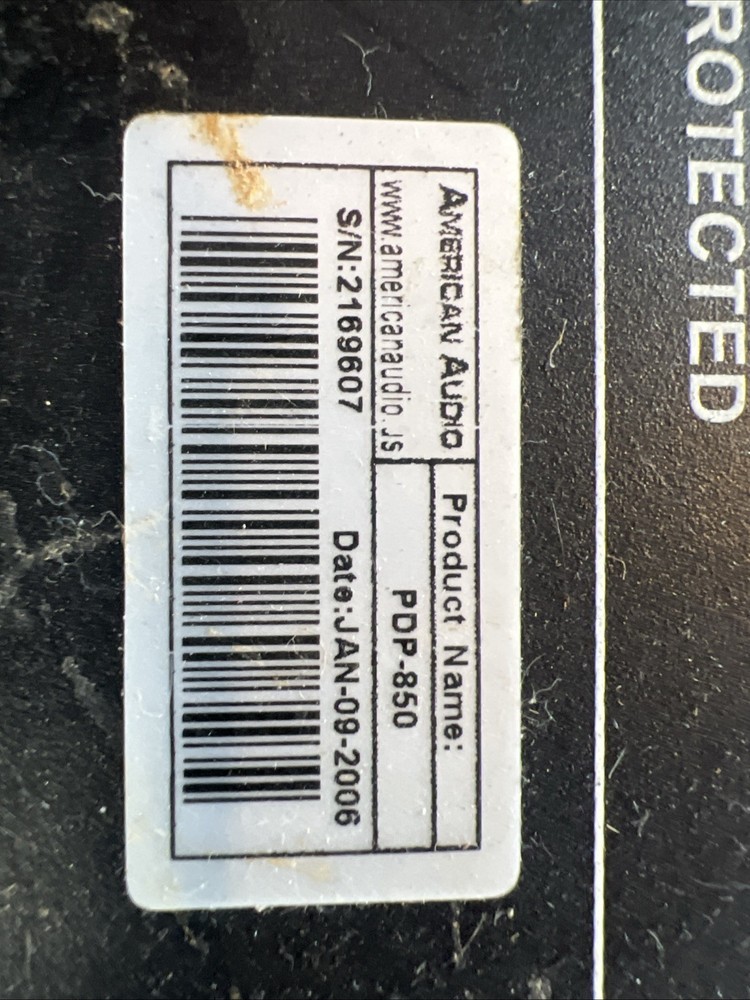 ROTECTED
AMERICAN AUDIO
www.americanaudio.us
Product Name:
PDP-850
S/N:2169607
Date:JAN-09-2006